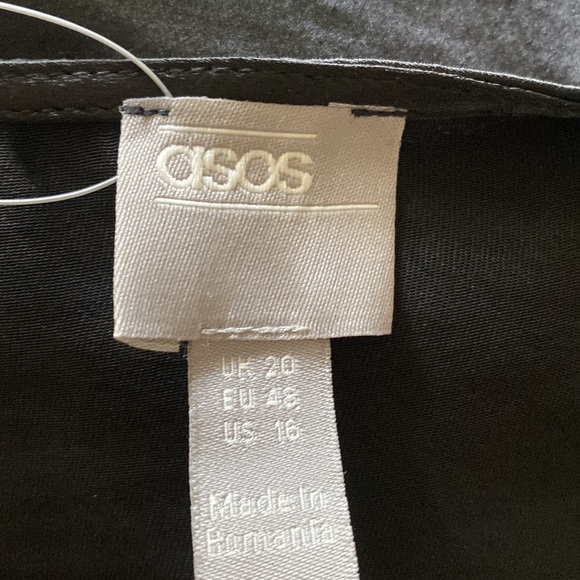 asos
UK 20
EU 48
US 16
Made In
Romania